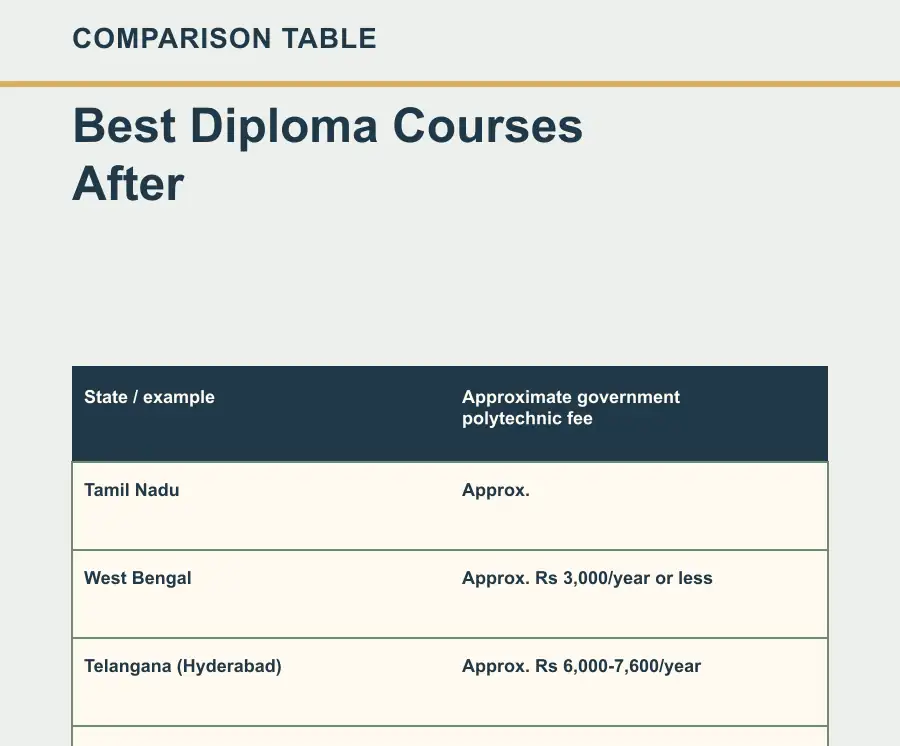 COMPARISON TABLE
Best Diploma Courses
After
State / example
Approximate government
polytechnic fee
Tamil Nadu
Approx.
West Bengal
Approx. Rs 3,000/year or less
Telangana (Hyderabad)
Approx. Rs 6,000-7,600/year